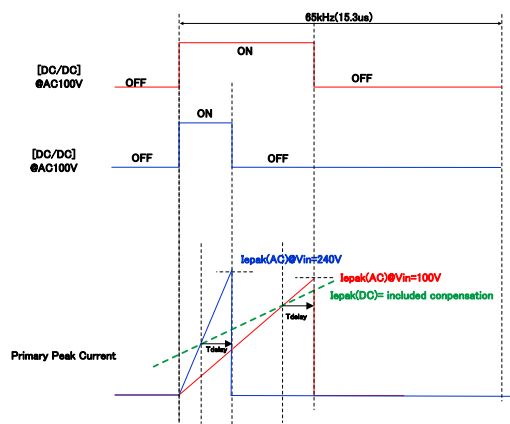 65kHz(15.3us)
ON
[DC/DC]
@AC100V
OFF
OFF
ON
[DC/DC]
@AC100V
OFF
OFF
Iepak(AC)@Vin=240V
Iepak(AC)@Vin=100V
Iepak(DC)= included conpensation
Tdelay
Tdelay
Primary Peak Current